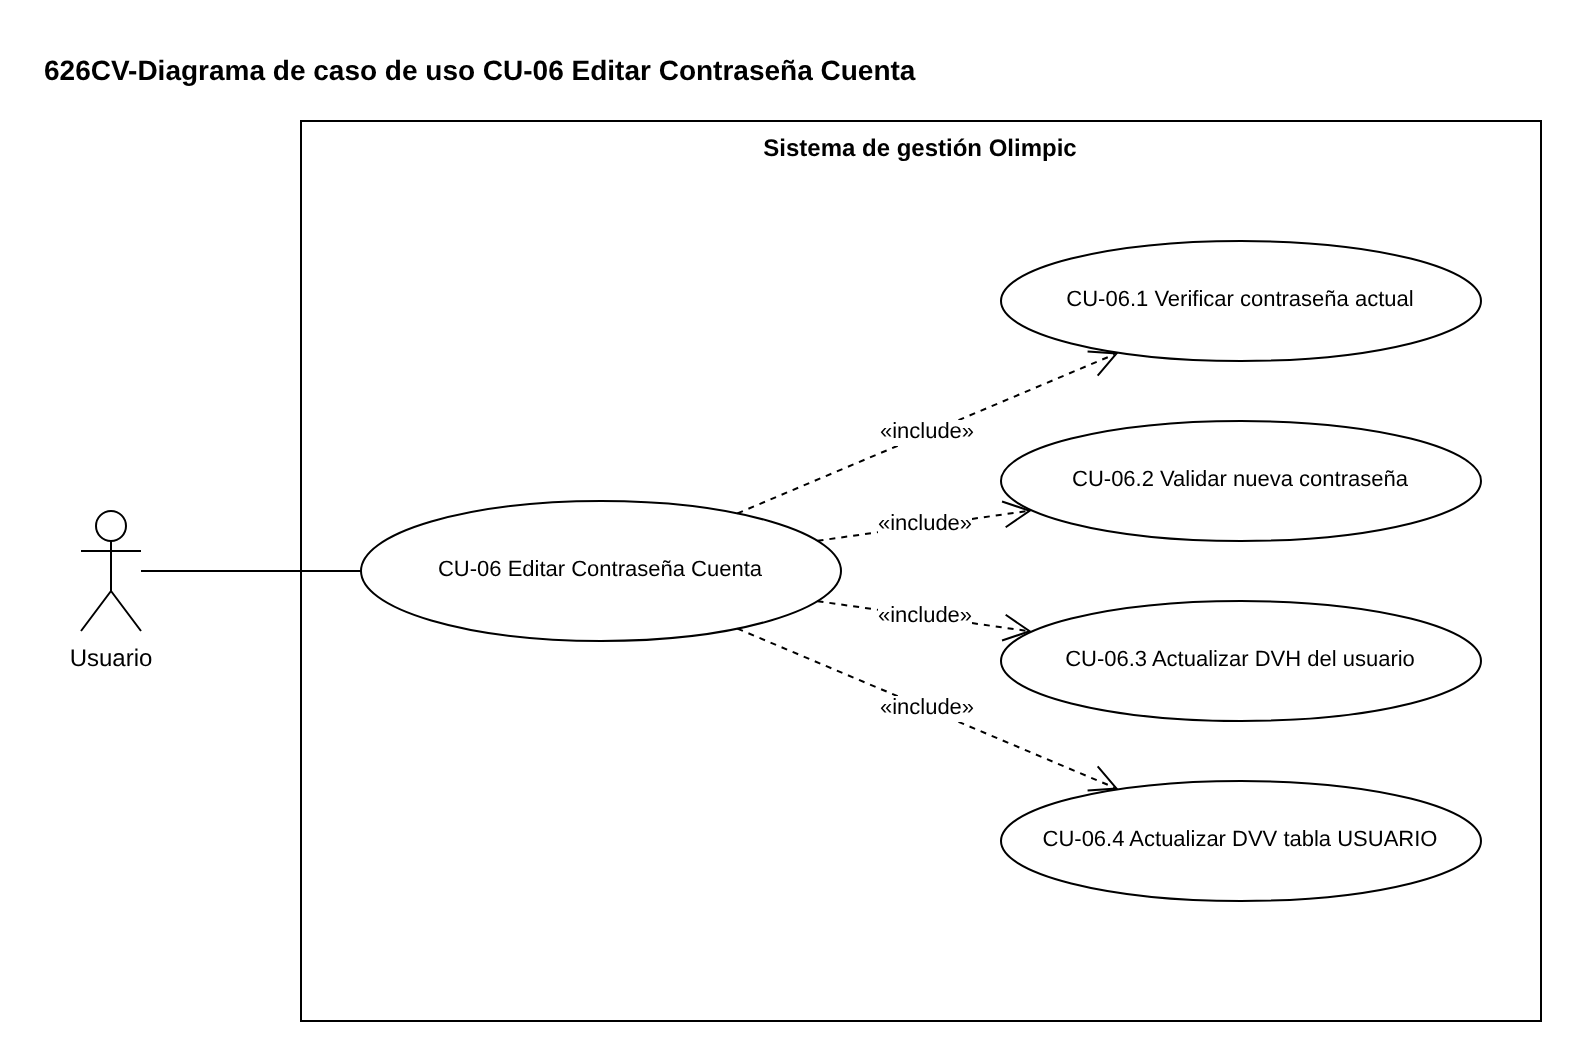 626CV-Diagrama de caso de uso CU-06 Editar Contraseña Cuenta
Sistema de gestión Olimpic
CU-06.1 Verificar contraseña actual
«include»
CU-06.2 Validar nueva contraseña
«include»
CU-06 Editar Contraseña Cuenta
«include»
Usuario
CU-06.3 Actualizar DVH del usuario
«include»
CU-06.4 Actualizar DVV tabla USUARIO